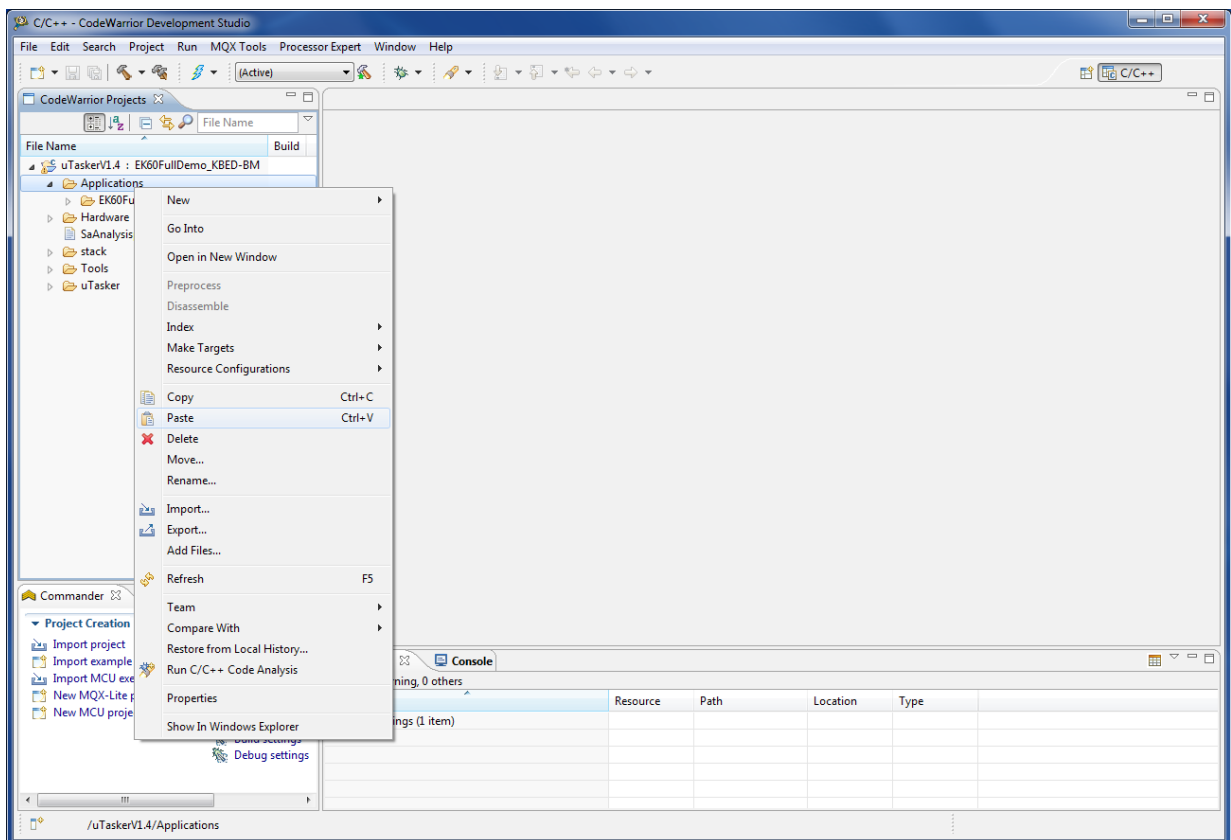 C/C++ - CodeWarrior Development Studio
File Edit Search Project Run MQX Tools Processor Expert Window Help
(Active)
C/C++
CodeWarrior Projects
File Name
File Name Build
uTaskerV1.4 : EK60FullDemo_KBED-BM
Applications
EK60Fu
Hardware
SaAnalysis
stack
Tools
uTasker
New
Go Into
Open in New Window
Preprocess
Disassemble
Index
Make Targets
Resource Configurations
Copy Ctrl+C
Paste Ctrl+V
Delete
Move...
Rename...
Import...
Export...
Add Files...
Refresh F5
Team
Compare With
Restore from Local History...
Run C/C++ Code Analysis
Properties
Show In Windows Explorer
Commander
Project Creation
Import project
Import example
Import MCU exe
New MQX-Lite p
New MCU proje
Build settings
Debug settings
Console
ning, 0 others
Resource Path Location Type
ings (1 item)
/uTaskerV1.4/Applications